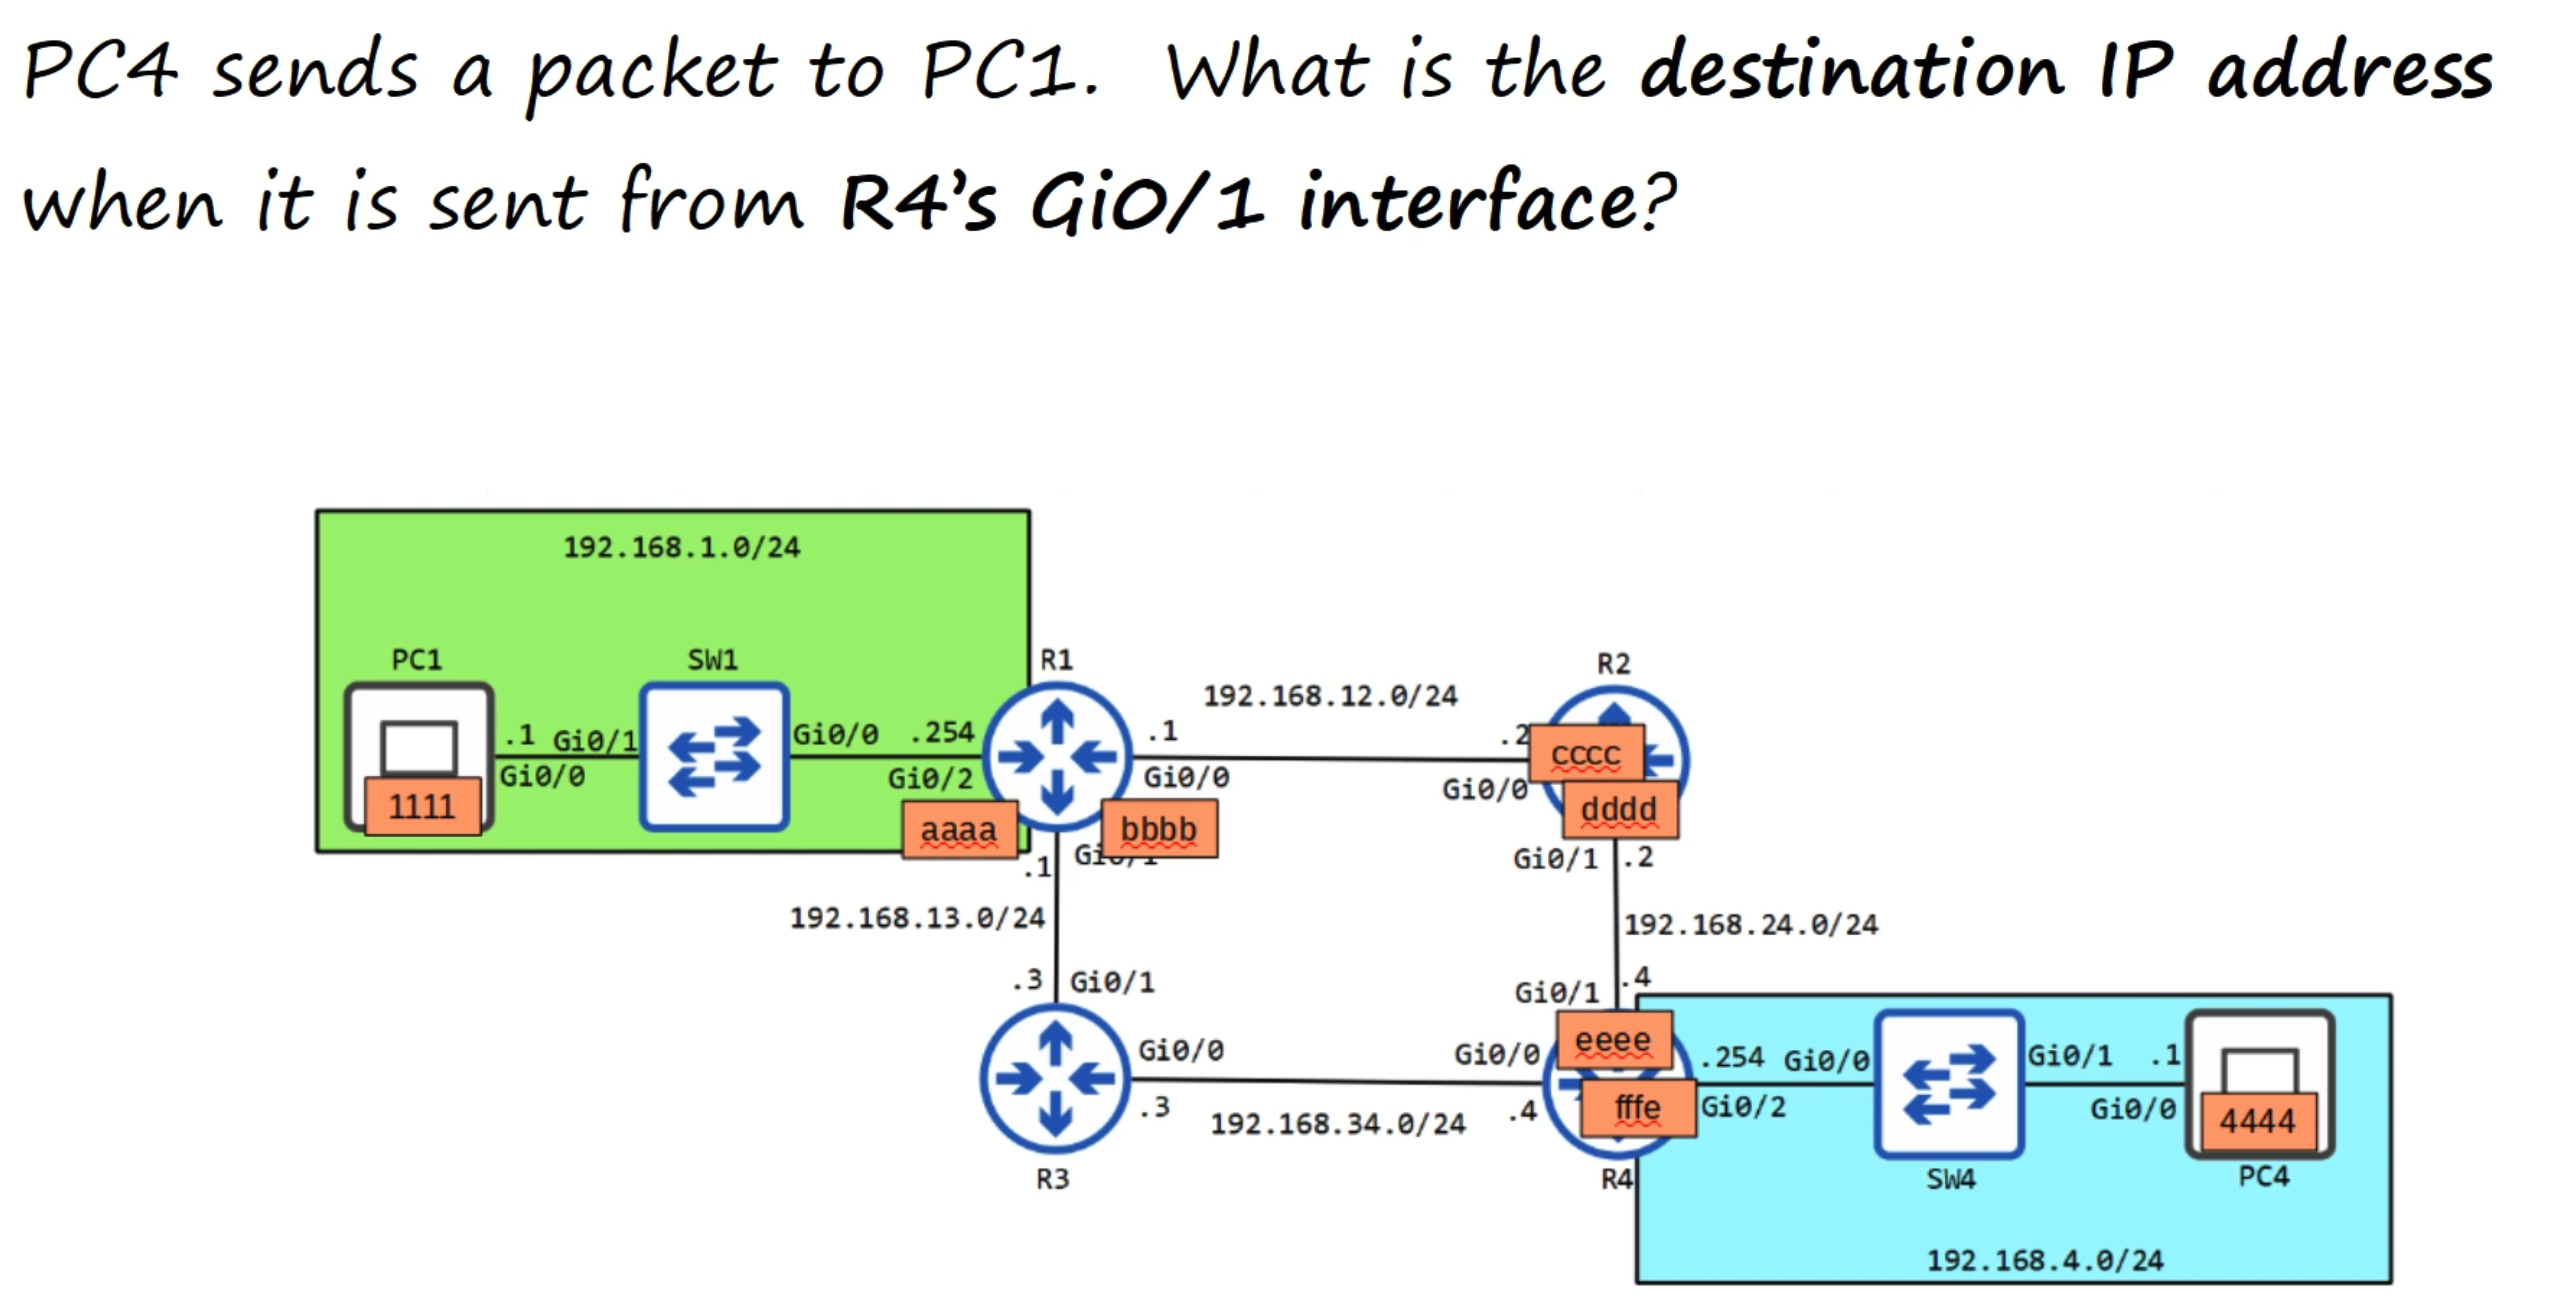 PC4 sends a packet to PC1. What is the destination IP address
when it is sent from R4's Gi0/1 interface?
192.168.1.0/24
PC1
SW1
R1
R2
192.168.12.0/24
.1
Gi0/1
Gi0/0
.254
.1
.2
cccc
Gi0/0
Gi0/2
Gi0/0
Gi0/0
1111
aaaa
bbbb
dddd
.1
Gi0/1
Gi0/1
.2
192.168.13.0/24
192.168.24.0/24
.3
Gi0/1
Gi0/1
.4
Gi0/0
Gi0/0
eeee
.254
Gi0/0
Gi0/1
.1
.3
192.168.34.0/24
.4
fffe
Gi0/2
Gi0/0
4444
R3
R4
SW4
PC4
192.168.4.0/24